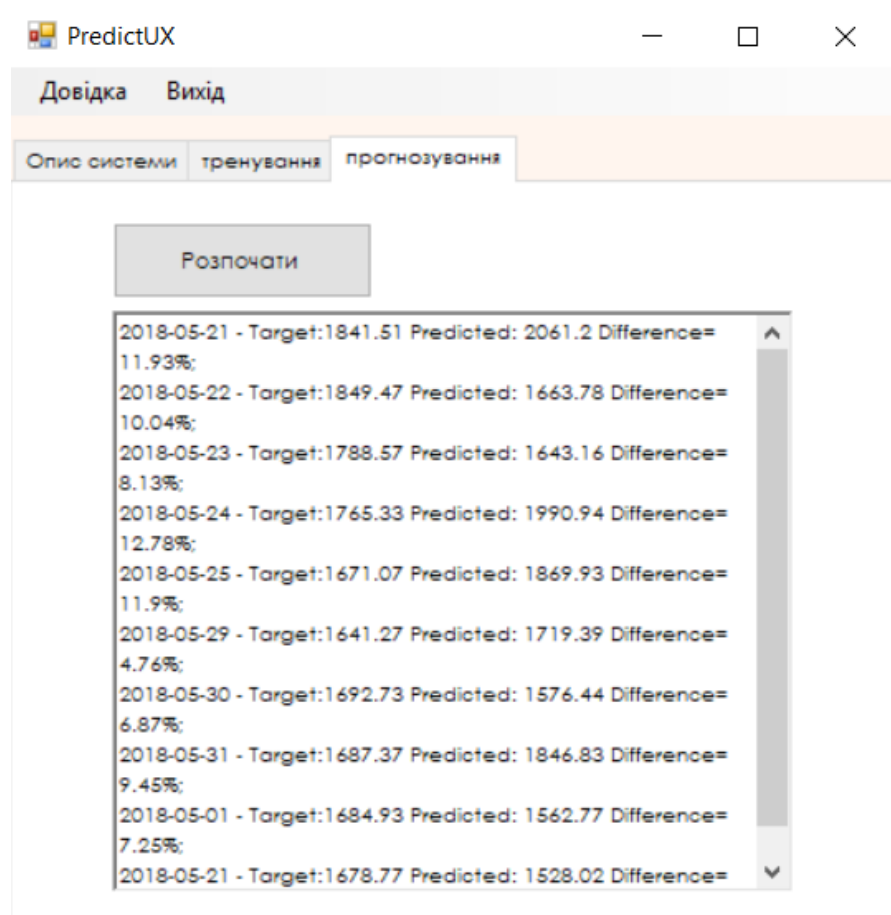 PredictUX
Довідка Вихід
Опис системи тренування прогнозування
Розпочати
2018-05-21 - Target:1841.51 Predicted: 2061.2 Difference=
11.93%;
2018-05-22 - Target:1849.47 Predicted: 1663.78 Difference=
10.04%;
2018-05-23 - Target:1788.57 Predicted: 1643.16 Difference=
8.13%;
2018-05-24 - Target:1765.33 Predicted: 1990.94 Difference=
12.78%;
2018-05-25 - Target:1671.07 Predicted: 1869.93 Difference=
11.9%;
2018-05-29 - Target:1641.27 Predicted: 1719.39 Difference=
4.76%;
2018-05-30 - Target:1692.73 Predicted: 1576.44 Difference=
6.87%;
2018-05-31 - Target:1687.37 Predicted: 1846.83 Difference=
9.45%;
2018-05-01 - Target:1684.93 Predicted: 1562.77 Difference=
7.25%;
2018-05-21 - Target:1678.77 Predicted: 1528.02 Difference=